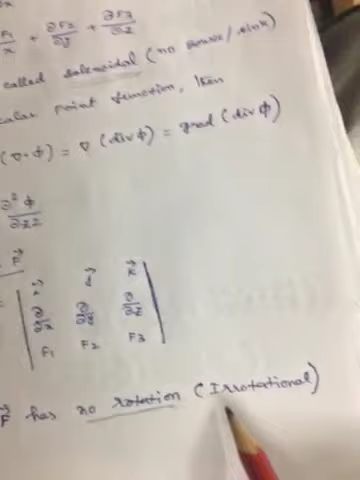 F1/x + ∂F2/∂y + ∂F3/∂z
called solenoidal (no source/sink)
scalar point function, then
(∇·ϕ) = ∇ (div ϕ) = grad (div ϕ)
∂²ϕ/∂z²
F⃗
i⃗ j⃗ k⃗
∂/∂x ∂/∂x ∂/∂z
F1 F2 F3
F⃗ has no rotation (Irrotational)